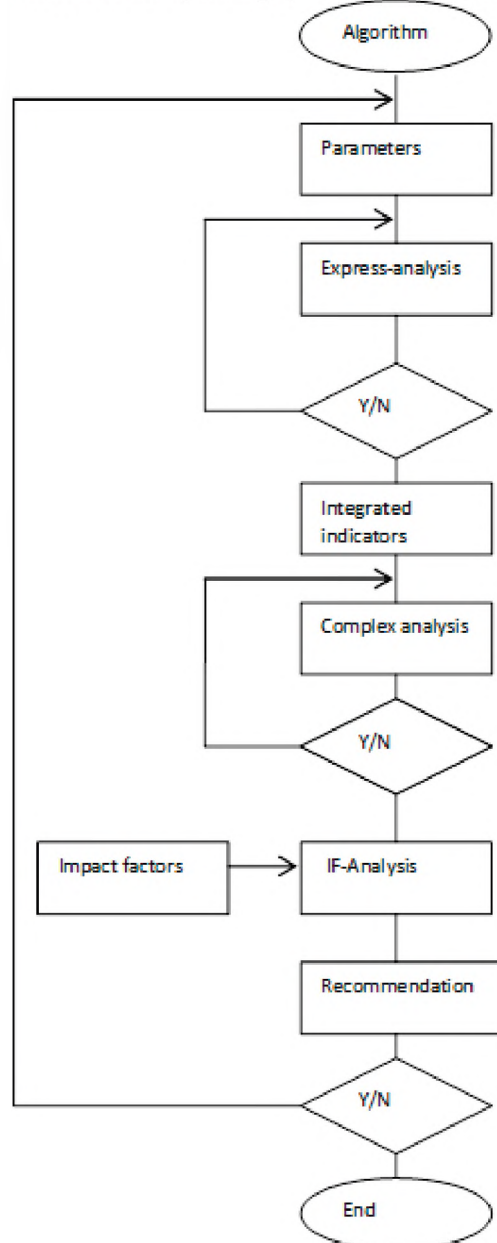 Algorithm
Parameters
Express-analysis
Y/N
Integrated
indicators
Complex analysis
Y/N
Impact factors
IF-Analysis
Recommendation
Y/N
End